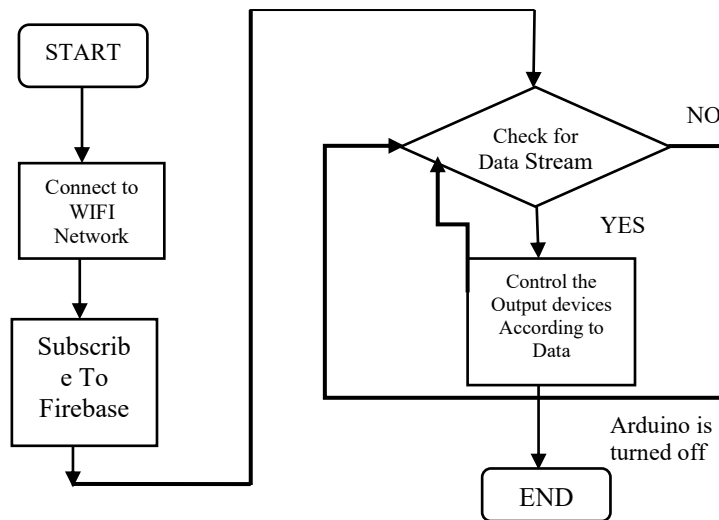 START
Connect to
WIFI
Network
Subscrib
e To
Firebase
Check for
Data Stream
NO
YES
Control the
Output devices
According to
Data
Arduino is
turned off
END